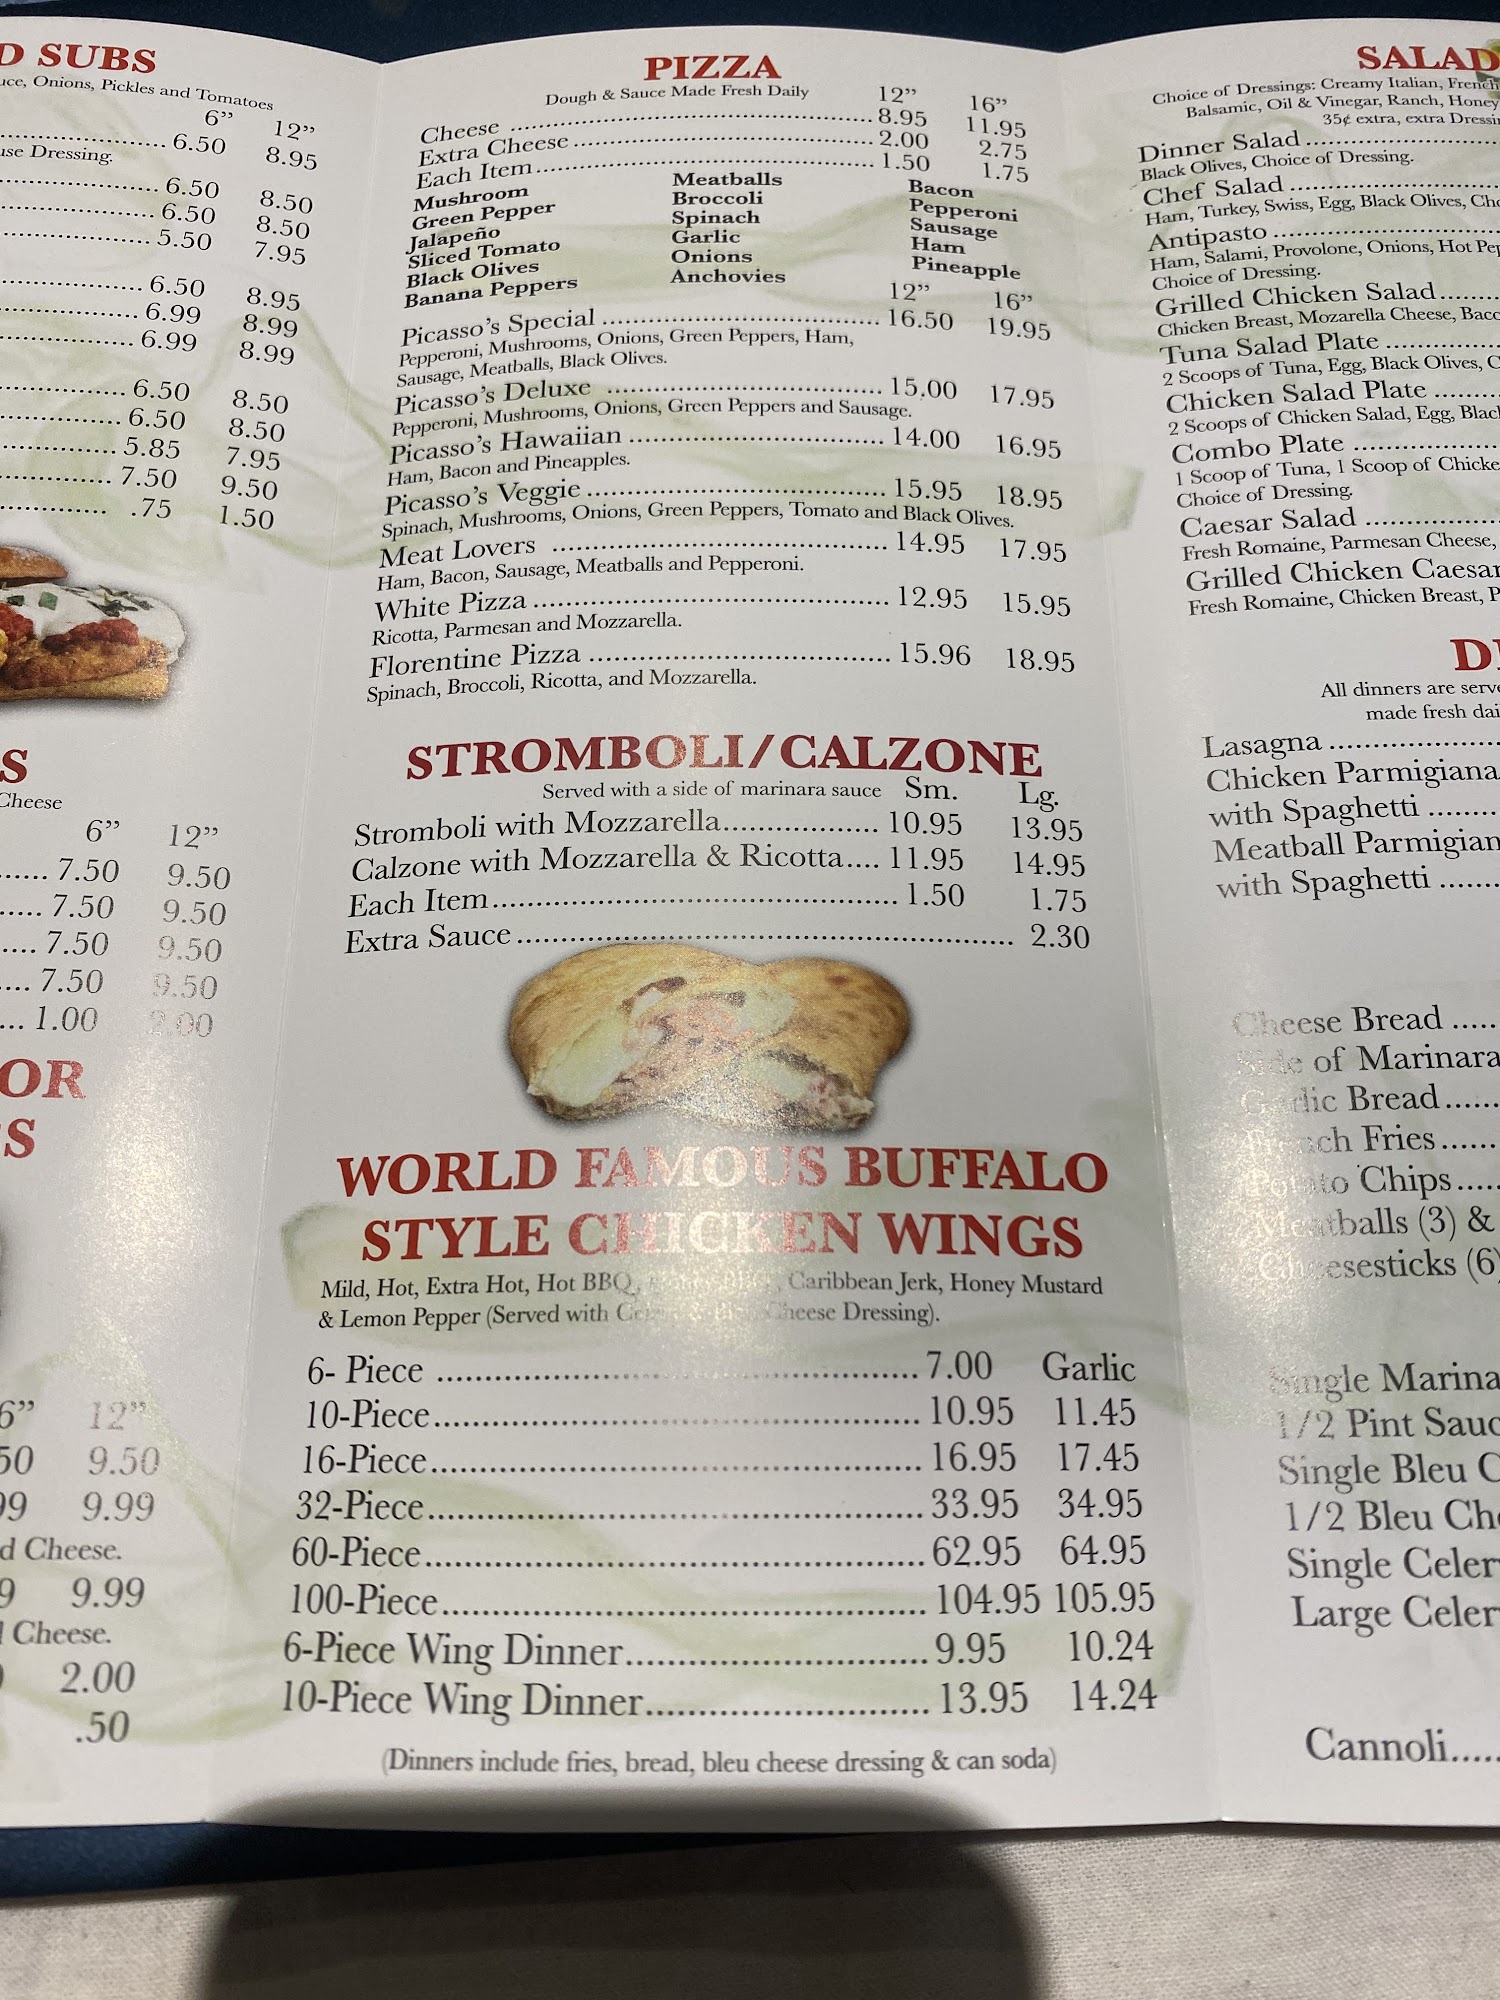 D SUBS
uce, Onions, Pickles and Tomatoes
6” 12”
6.50 8.95
use Dressing.
6.50 8.50
6.50 8.50
5.50 7.95
6.50 8.95
6.99 8.99
6.99 8.99
6.50 8.50
6.50 8.50
5.85 7.95
7.50 9.50
.75 1.50
S
Cheese
6” 12”
7.50 9.50
7.50 9.50
7.50 9.50
7.50 9.50
1.00 2.00
OR
S
6” 12”
50 9.50
99 9.99
d Cheese.
9 9.99
l Cheese.
2.00
.50
PIZZA
Dough & Sauce Made Fresh Daily
12” 16”
Cheese 8.95 11.95
Extra Cheese 2.00 2.75
Each Item 1.50 1.75
Mushroom Meatballs Bacon
Green Pepper Broccoli Pepperoni
Jalapeño Spinach Sausage
Sliced Tomato Garlic Ham
Black Olives Onions Pineapple
Banana Peppers Anchovies
12” 16”
Picasso’s Special 16.50 19.95
Pepperoni, Mushrooms, Onions, Green Peppers, Ham,
Sausage, Meatballs, Black Olives.
Picasso’s Deluxe 15.00 17.95
Pepperoni, Mushrooms, Onions, Green Peppers and Sausage.
Picasso’s Hawaiian 14.00 16.95
Ham, Bacon and Pineapples.
Picasso’s Veggie 15.95 18.95
Spinach, Mushrooms, Onions, Green Peppers, Tomato and Black Olives.
Meat Lovers 14.95 17.95
Ham, Bacon, Sausage, Meatballs and Pepperoni.
White Pizza 12.95 15.95
Ricotta, Parmesan and Mozzarella.
Florentine Pizza 15.96 18.95
Spinach, Broccoli, Ricotta, and Mozzarella.
STROMBOLI/CALZONE
Served with a side of marinara sauce Sm. Lg.
Stromboli with Mozzarella 10.95 13.95
Calzone with Mozzarella & Ricotta 11.95 14.95
Each Item 1.50 1.75
Extra Sauce 2.30
WORLD FAMOUS BUFFALO
STYLE CHICKEN WINGS
Mild, Hot, Extra Hot, Hot BBQ, Caribbean Jerk, Honey Mustard
& Lemon Pepper (Served with Cheese Dressing).
6- Piece 7.00 Garlic
10-Piece 10.95 11.45
16-Piece 16.95 17.45
32-Piece 33.95 34.95
60-Piece 62.95 64.95
100-Piece 104.95 105.95
6-Piece Wing Dinner 9.95 10.24
10-Piece Wing Dinner 13.95 14.24
(Dinners include fries, bread, bleu cheese dressing & can soda)
SALAD
Choice of Dressings: Creamy Italian, French
Balsamic, Oil & Vinegar, Ranch, Honey
35¢ extra, extra Dressi
Dinner Salad
Black Olives, Choice of Dressing.
Chef Salad
Ham, Turkey, Swiss, Egg, Black Olives, Cho
Antipasto
Ham, Salami, Provolone, Onions, Hot Pep
Choice of Dressing.
Grilled Chicken Salad
Chicken Breast, Mozarella Cheese, Baco
Tuna Salad Plate
2 Scoops of Tuna, Egg, Black Olives, C
Chicken Salad Plate
2 Scoops of Chicken Salad, Egg, Black
Combo Plate
1 Scoop of Tuna, 1 Scoop of Chicke
Choice of Dressing.
Caesar Salad
Fresh Romaine, Parmesan Cheese,
Grilled Chicken Caesar
Fresh Romaine, Chicken Breast, P
DI
All dinners are serve
made fresh dai
Lasagna
Chicken Parmigiana
with Spaghetti
Meatball Parmigian
with Spaghetti
Cheese Bread
Side of Marinara
Garlic Bread
French Fries
Potato Chips
Meatballs (3) &
Cheesesticks (6)
Single Marina
1/2 Pint Sauc
Single Bleu C
1/2 Bleu Che
Single Celer
Large Celer
Cannoli